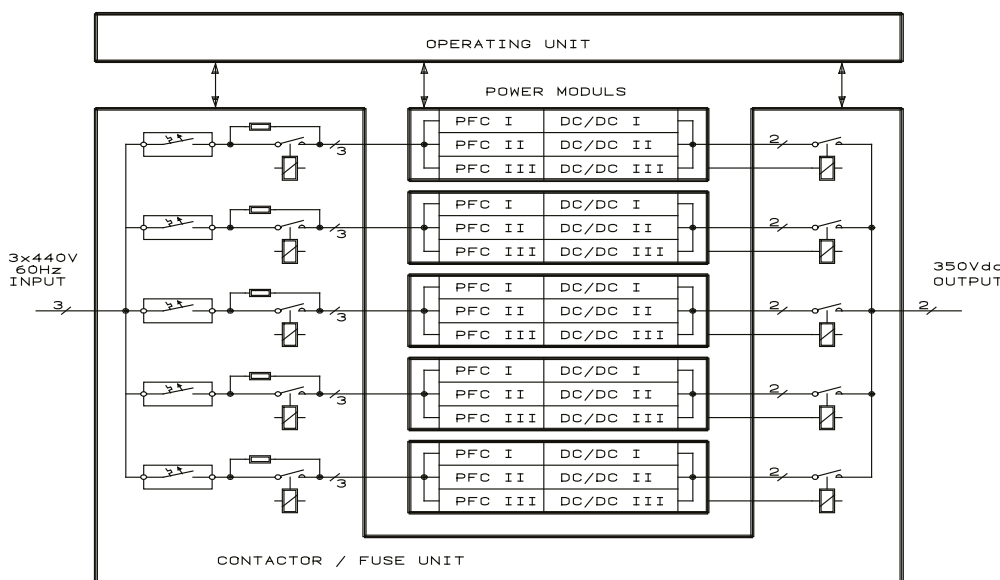 OPERATING UNIT
POWER MODULS
PFC I DC/DC I
3 PFC II DC/DC II 2
PFC III DC/DC III
PFC I DC/DC I
3 PFC II DC/DC II 2
PFC III DC/DC III
3x440V
60Hz
INPUT
3
PFC I DC/DC I
3 PFC II DC/DC II 2
PFC III DC/DC III
350Vdc
OUTPUT
2
PFC I DC/DC I
3 PFC II DC/DC II 2
PFC III DC/DC III
PFC I DC/DC I
3 PFC II DC/DC II 2
PFC III DC/DC III
CONTACTOR / FUSE UNIT